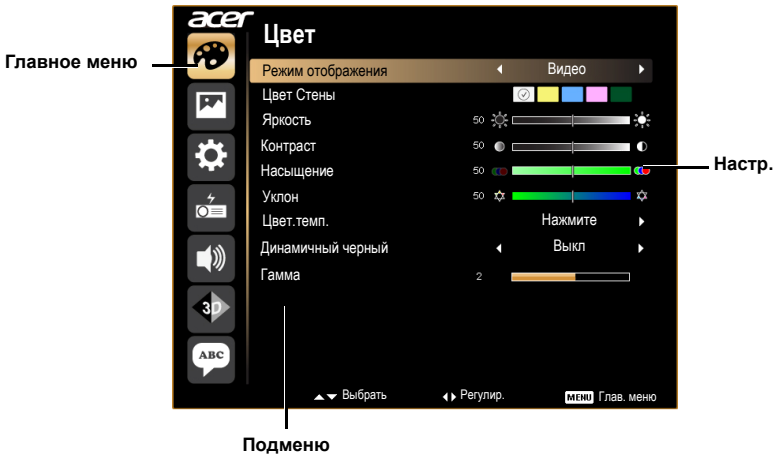 acer
Цвет
Главное меню
Режим отображения Видео
Цвет Стены
Яркость 50
Контраст 50
Насыщение 50
Настр.
Уклон 50
Цвет.темп. Нажмите
Динамичный черный Выкл
Гамма 2
3D
ABC
Выбрать Регулир. MENU Глав. меню
Подменю